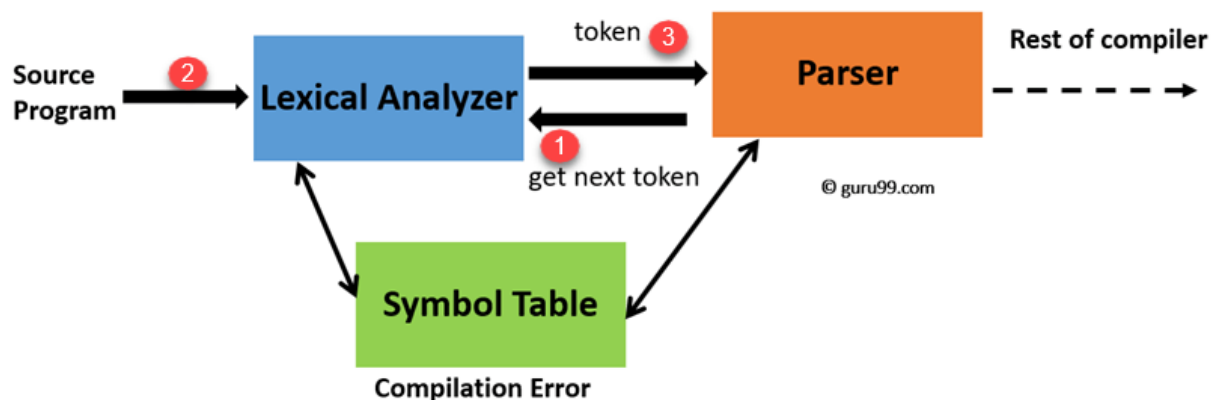 token 3
Rest of compiler
Source
Program
2
Lexical Analyzer
Parser
1
get next token
© guru99.com
Symbol Table
Compilation Error